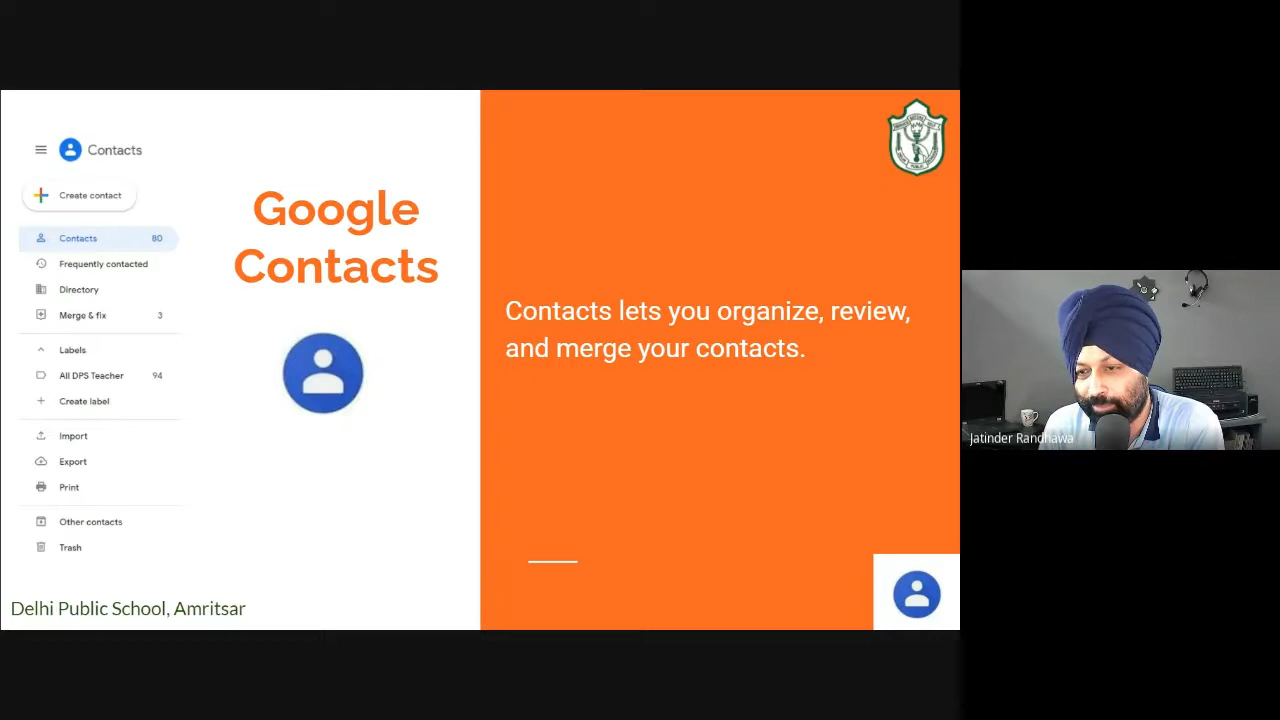 Contacts
Create contact
Contacts 80
Frequently contacted
Directory
Merge & fix 3
Labels
All DPS Teacher 94
Create label
Import
Export
Print
Other contacts
Trash
Google
Contacts
Delhi Public School, Amritsar
Contacts lets you organize, review,
and merge your contacts.
Jatinder Randhawa